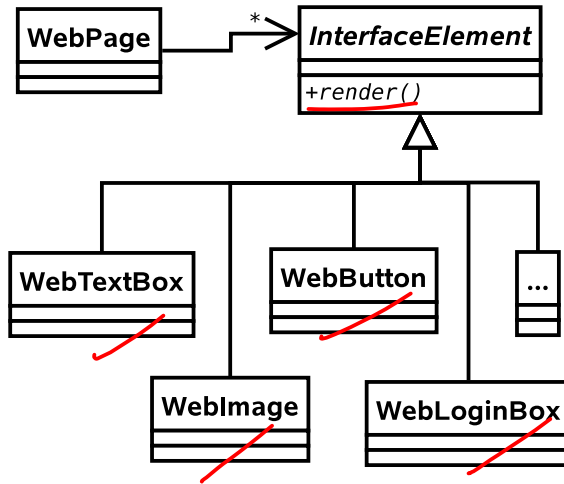 WebPage
*
InterfaceElement
+render()
WebTextBox
WebButton
...
WebImage
WebLoginBox